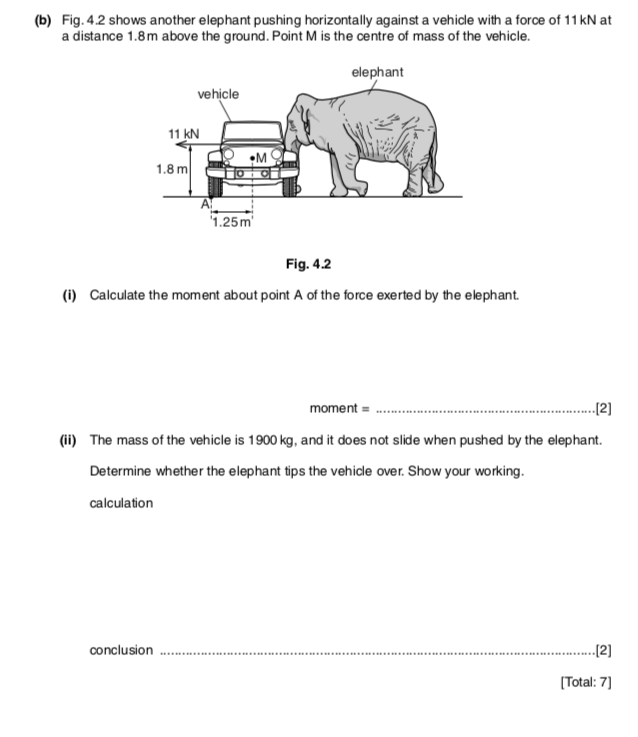 (b) Fig. 4.2 shows another elephant pushing horizontally against a vehicle with a force of 11 kN at
a distance 1.8 m above the ground. Point M is the centre of mass of the vehicle.
elephant
vehicle
11 kN
•M
1.8 m
A
1.25 m
Fig. 4.2
(i) Calculate the moment about point A of the force exerted by the elephant.
moment = ............................................................[2]
(ii) The mass of the vehicle is 1900 kg, and it does not slide when pushed by the elephant.
Determine whether the elephant tips the vehicle over. Show your working.
calculation
conclusion ............................................................[2]
[Total: 7]